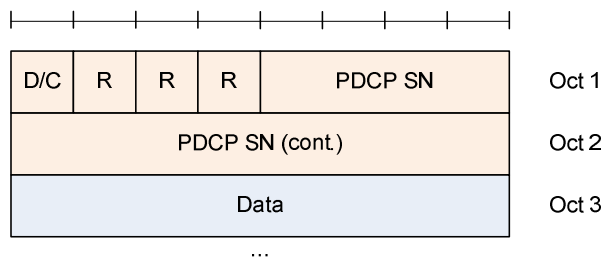 D/C R R R PDCP SN Oct 1
PDCP SN (cont.) Oct 2
Data Oct 3
...